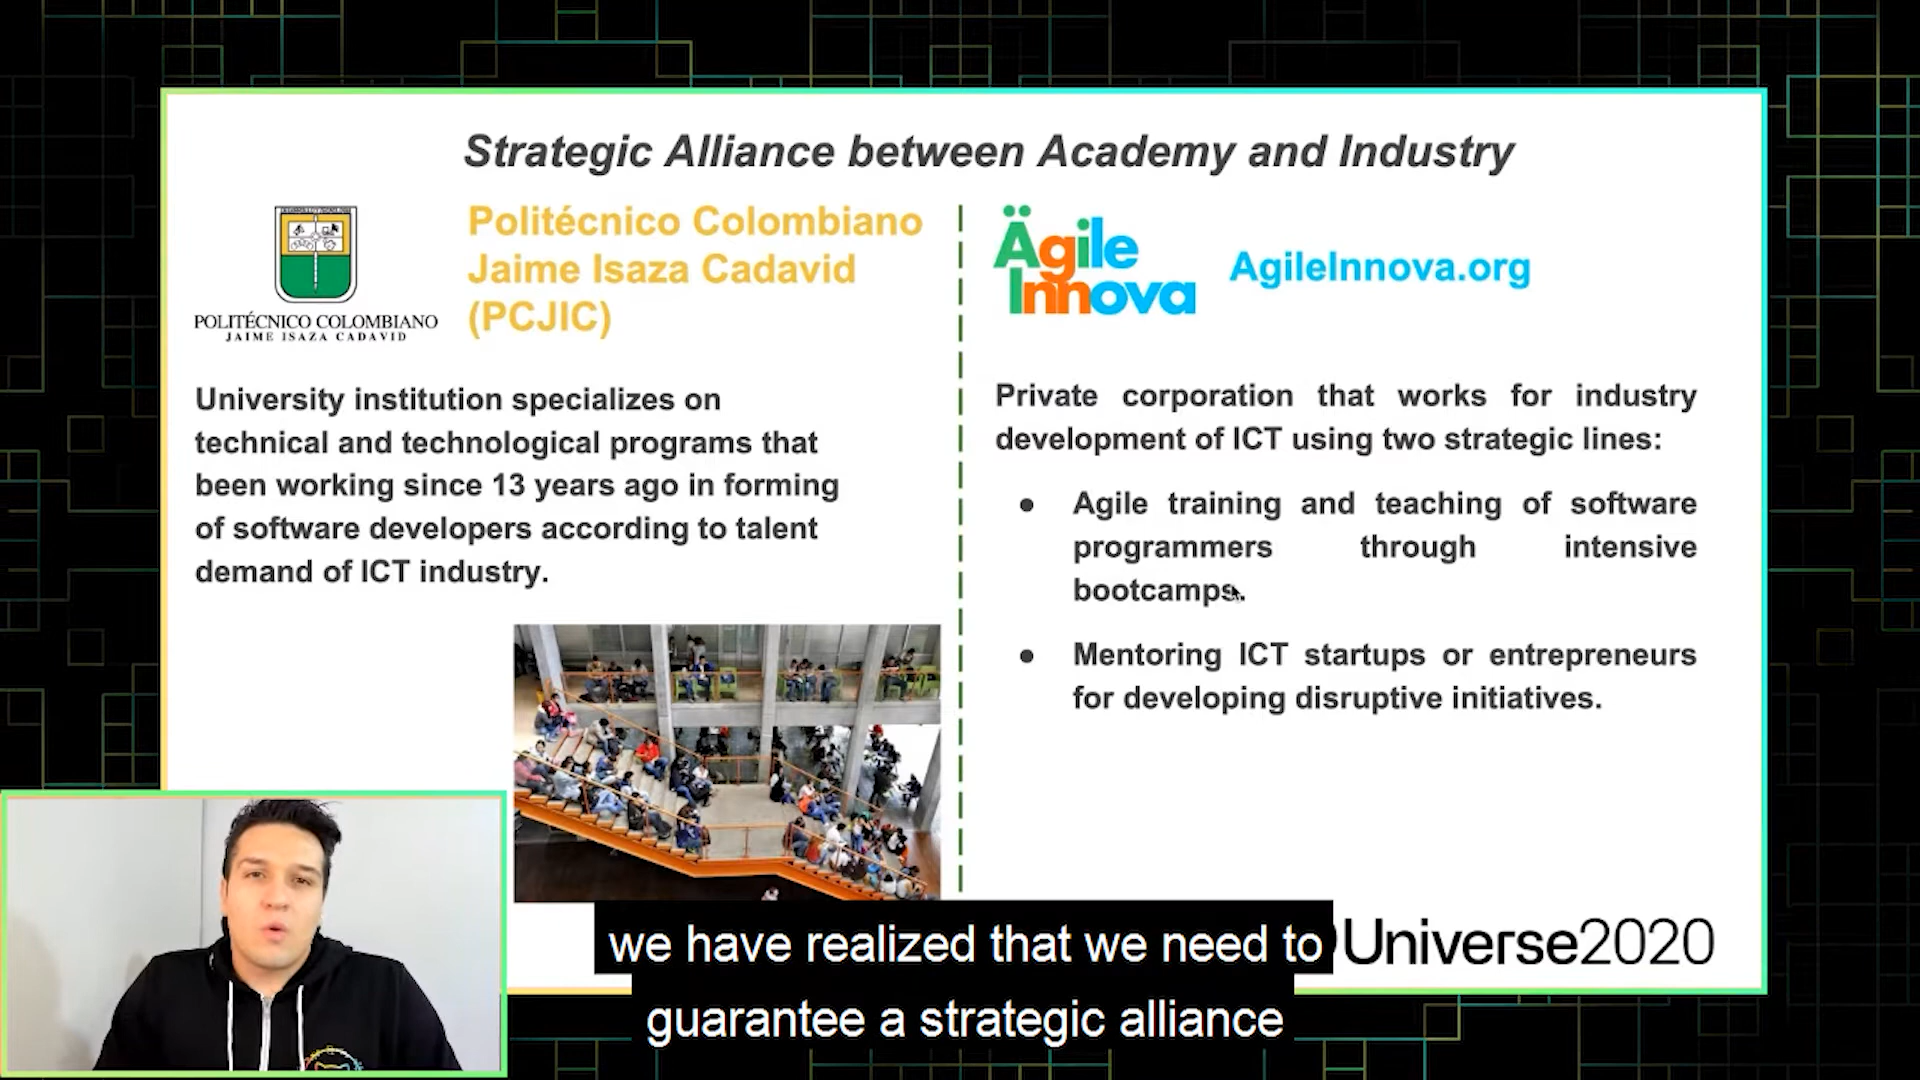 Strategic Alliance between Academy and Industry
POLITÉCNICO COLOMBIANO
JAIME ISAZA CADAVID
Politécnico Colombiano
Jaime Isaza Cadavid
(PCJIC)
University institution specializes on
technical and technological programs that
been working since 13 years ago in forming
of software developers according to talent
demand of ICT industry.
Ägile
Innova
AgileInnova.org
Private corporation that works for industry
development of ICT using two strategic lines:
● Agile training and teaching of software
programmers through intensive
bootcamps.
● Mentoring ICT startups or entrepreneurs
for developing disruptive initiatives.
Universe2020
we have realized that we need to
guarantee a strategic alliance